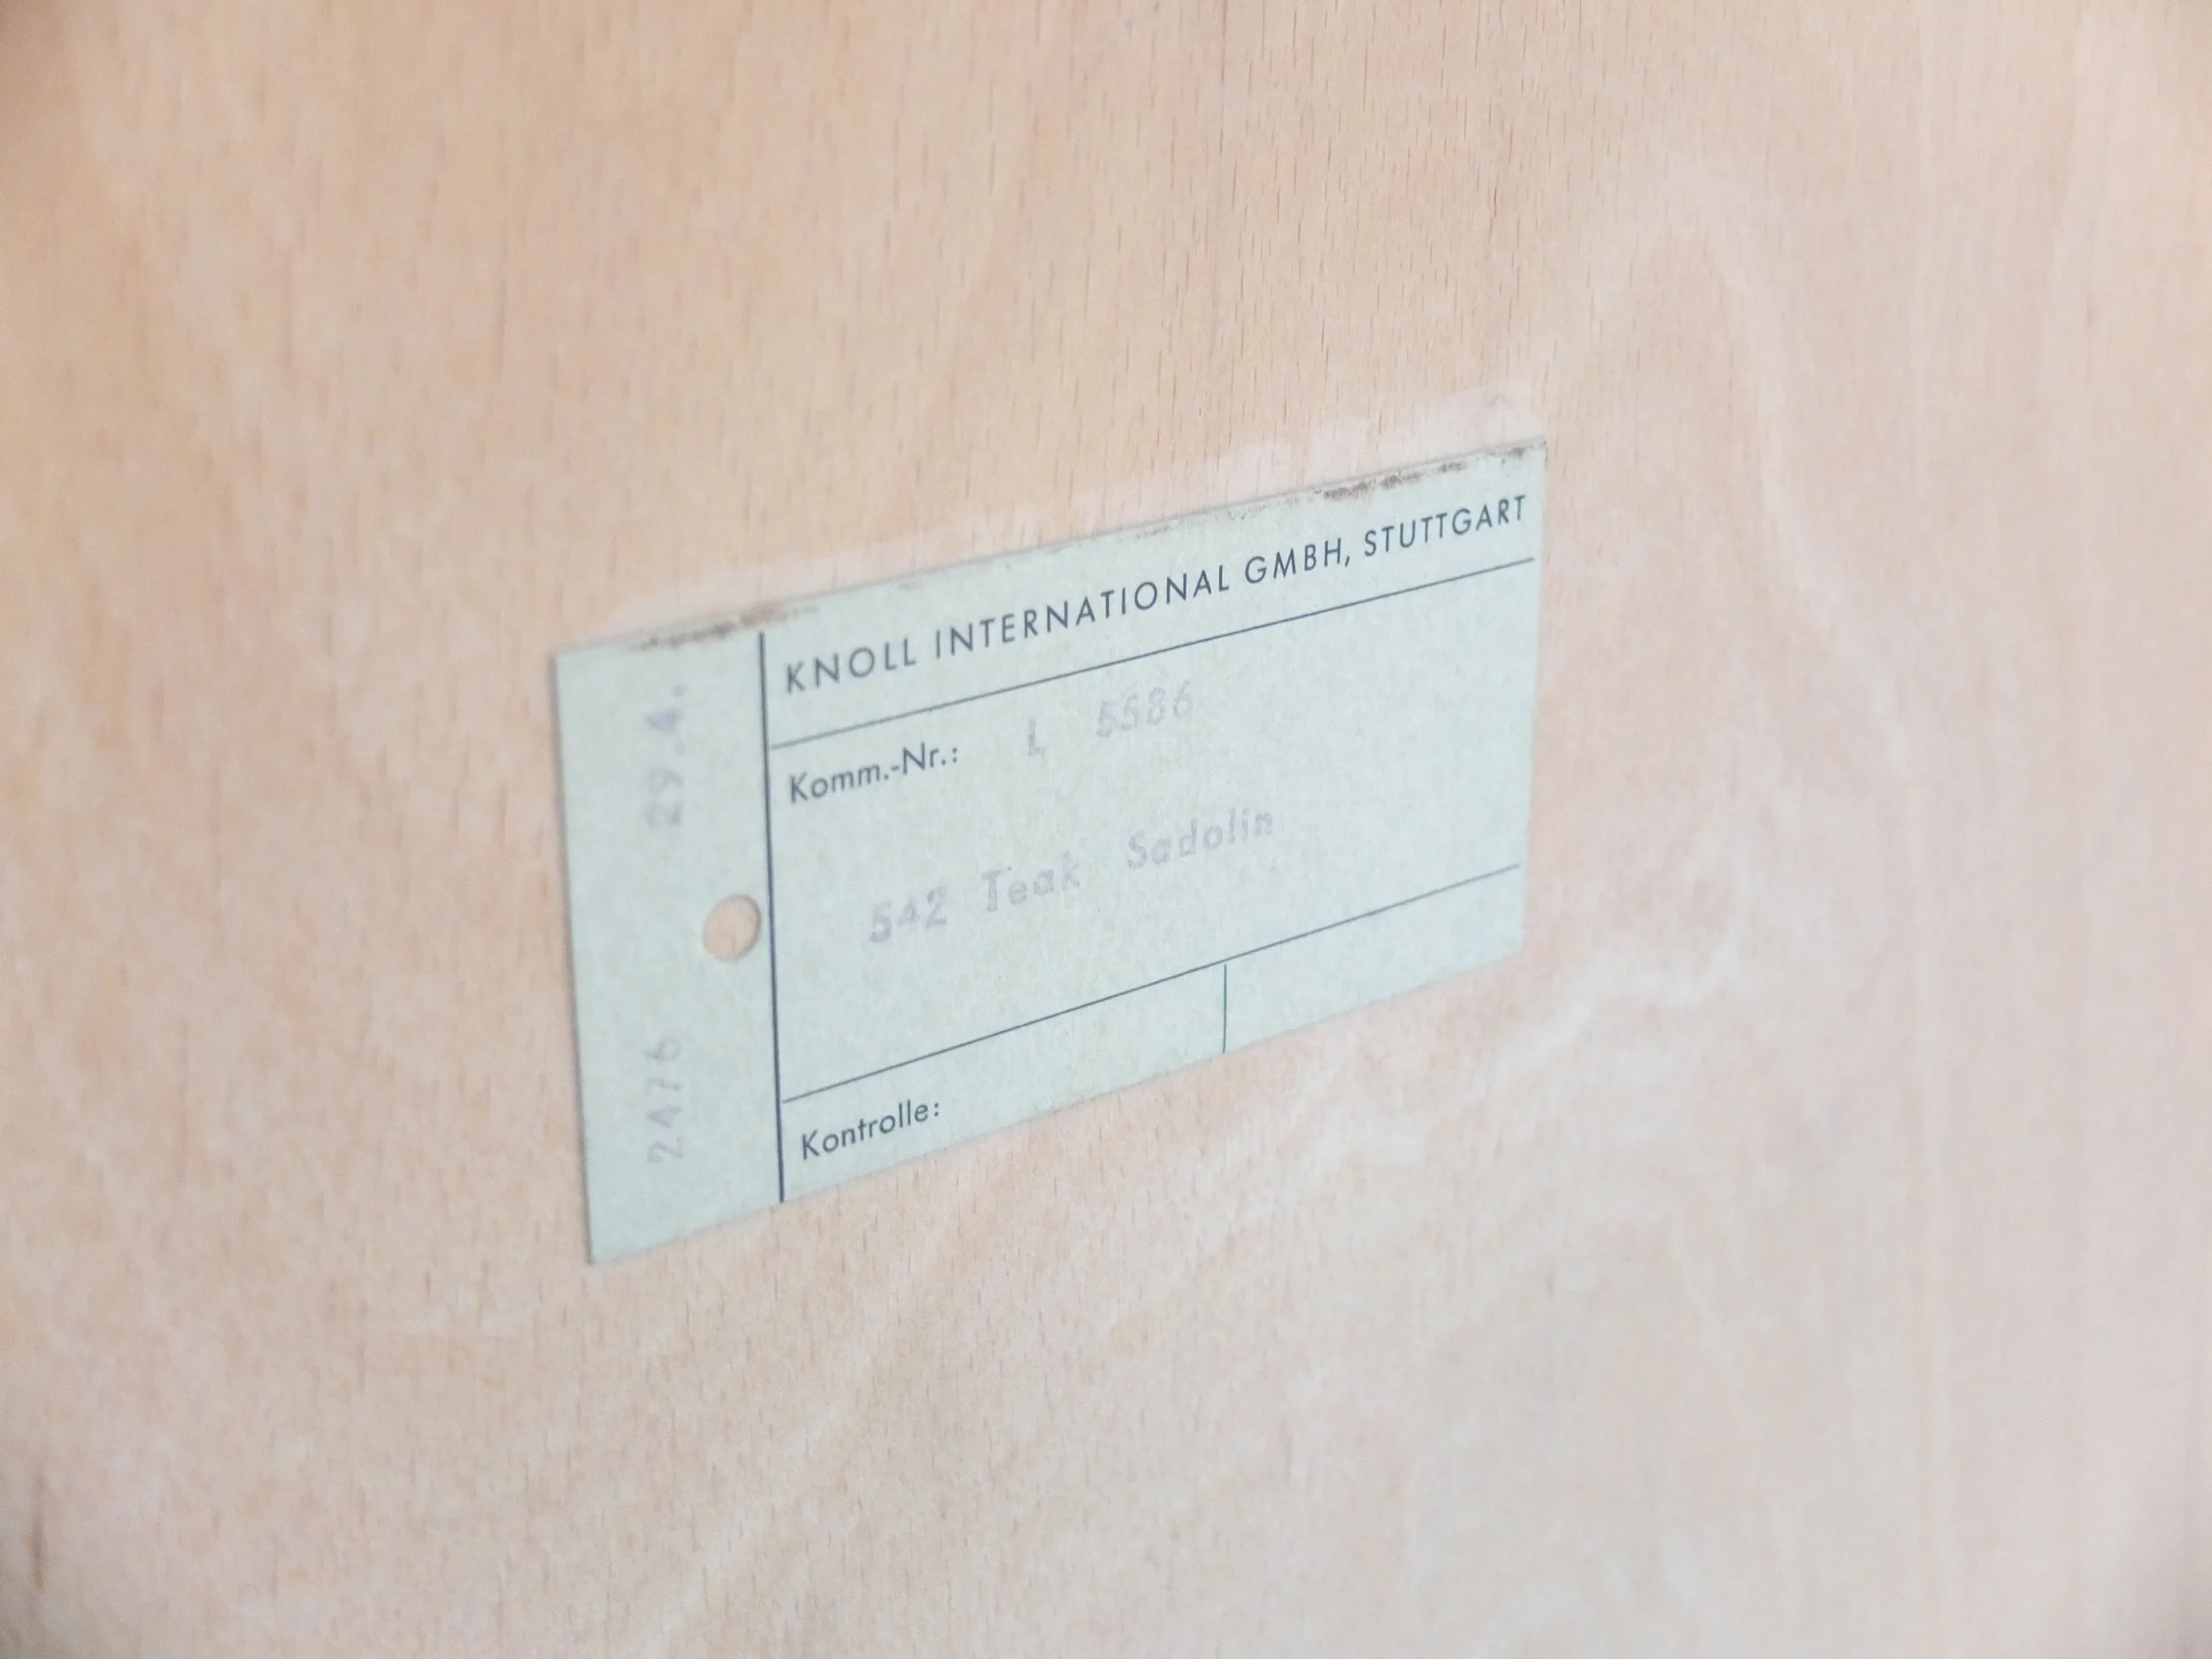 KNOLL INTERNATIONAL GMBH, STUTTGART
Komm.-Nr.: L 5586
542 Teak Sadolin
Kontrolle:
2476 29.4.